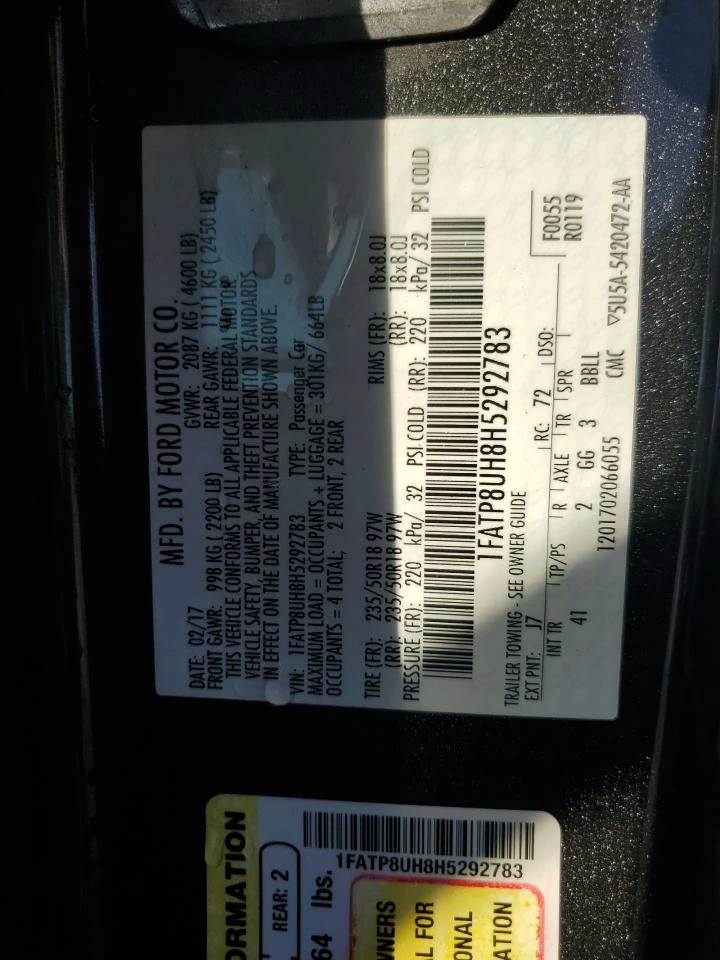 MFD. BY FORD MOTOR CO.
DATE: 02/17 GVWR: 2087 KG ( 4600 LB)
FRONT GAWR: 998 KG ( 2200 LB) REAR GAWR: 1111 KG ( 2450 LB)
THIS VEHICLE CONFORMS TO ALL APPLICABLE FEDERAL MOTOR
VEHICLE SAFETY, BUMPER, AND THEFT PREVENTION STANDARDS
IN EFFECT ON THE DATE OF MANUFACTURE SHOWN ABOVE.
VIN: 1FATP8UH8H5292783 TYPE: Passenger Car
MAXIMUM LOAD = OCCUPANTS + LUGGAGE = 301KG/ 664LB
OCCUPANTS = 4 TOTAL; 2 FRONT, 2 REAR
TIRE (FR): 235/50R18 97W RIMS (FR): 18x8.0J
(RR): 235/50R18 97W (RR): 18x8.0J
PRESSURE (FR): 220 kPa/ 32 PSI COLD (RR): 220 kPa/ 32 PSI COLD
1FATP8UH8H5292783
TRAILER TOWING - SEE OWNER GUIDE
F0055
R0119
EXT PNT: J7 RC: 72 DSO:
INT TR TP/PS R AXLE TR SPR
41 2 GG 3 BBLL
1201702066055 CMC ▽5U5A-5420472-AA
ORMATION
REAR: 2
64 lbs.
1FATP8UH8H5292783
WNERS
L FOR
ONAL
ATION